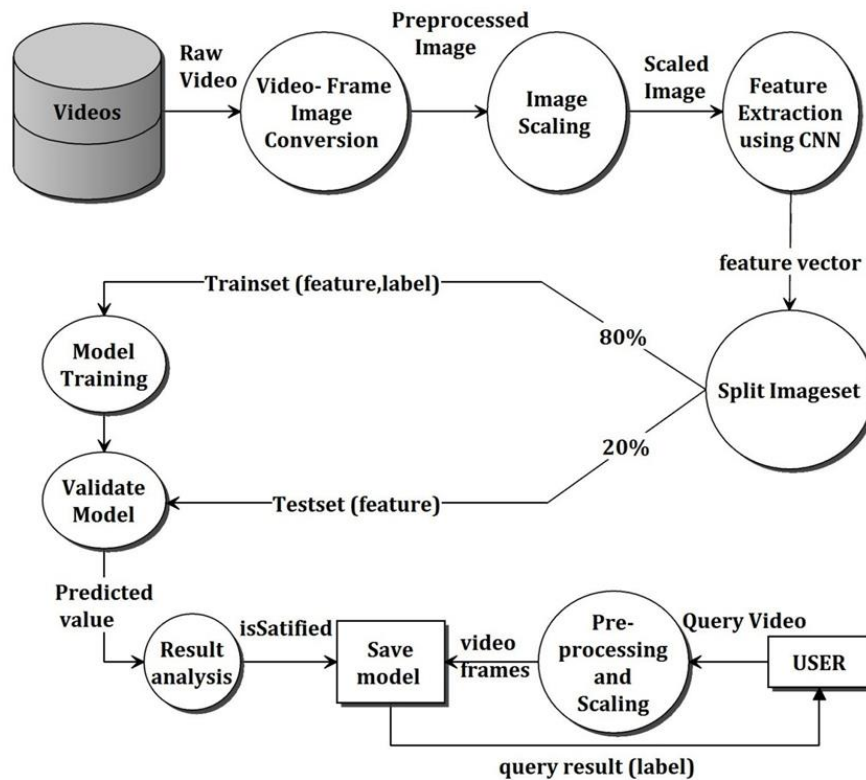 Videos
Raw
Video
Video- Frame
Image
Conversion
Preprocessed
Image
Image
Scaling
Scaled
Image
Feature
Extraction
using CNN
feature vector
Split Imageset
80%
Trainset (feature,label)
Model
Training
20%
Testset (feature)
Validate
Model
Predicted
value
Result
analysis
isSatified
Save
model
video
frames
Pre-
processing
and
Scaling
Query Video
USER
query result (label)